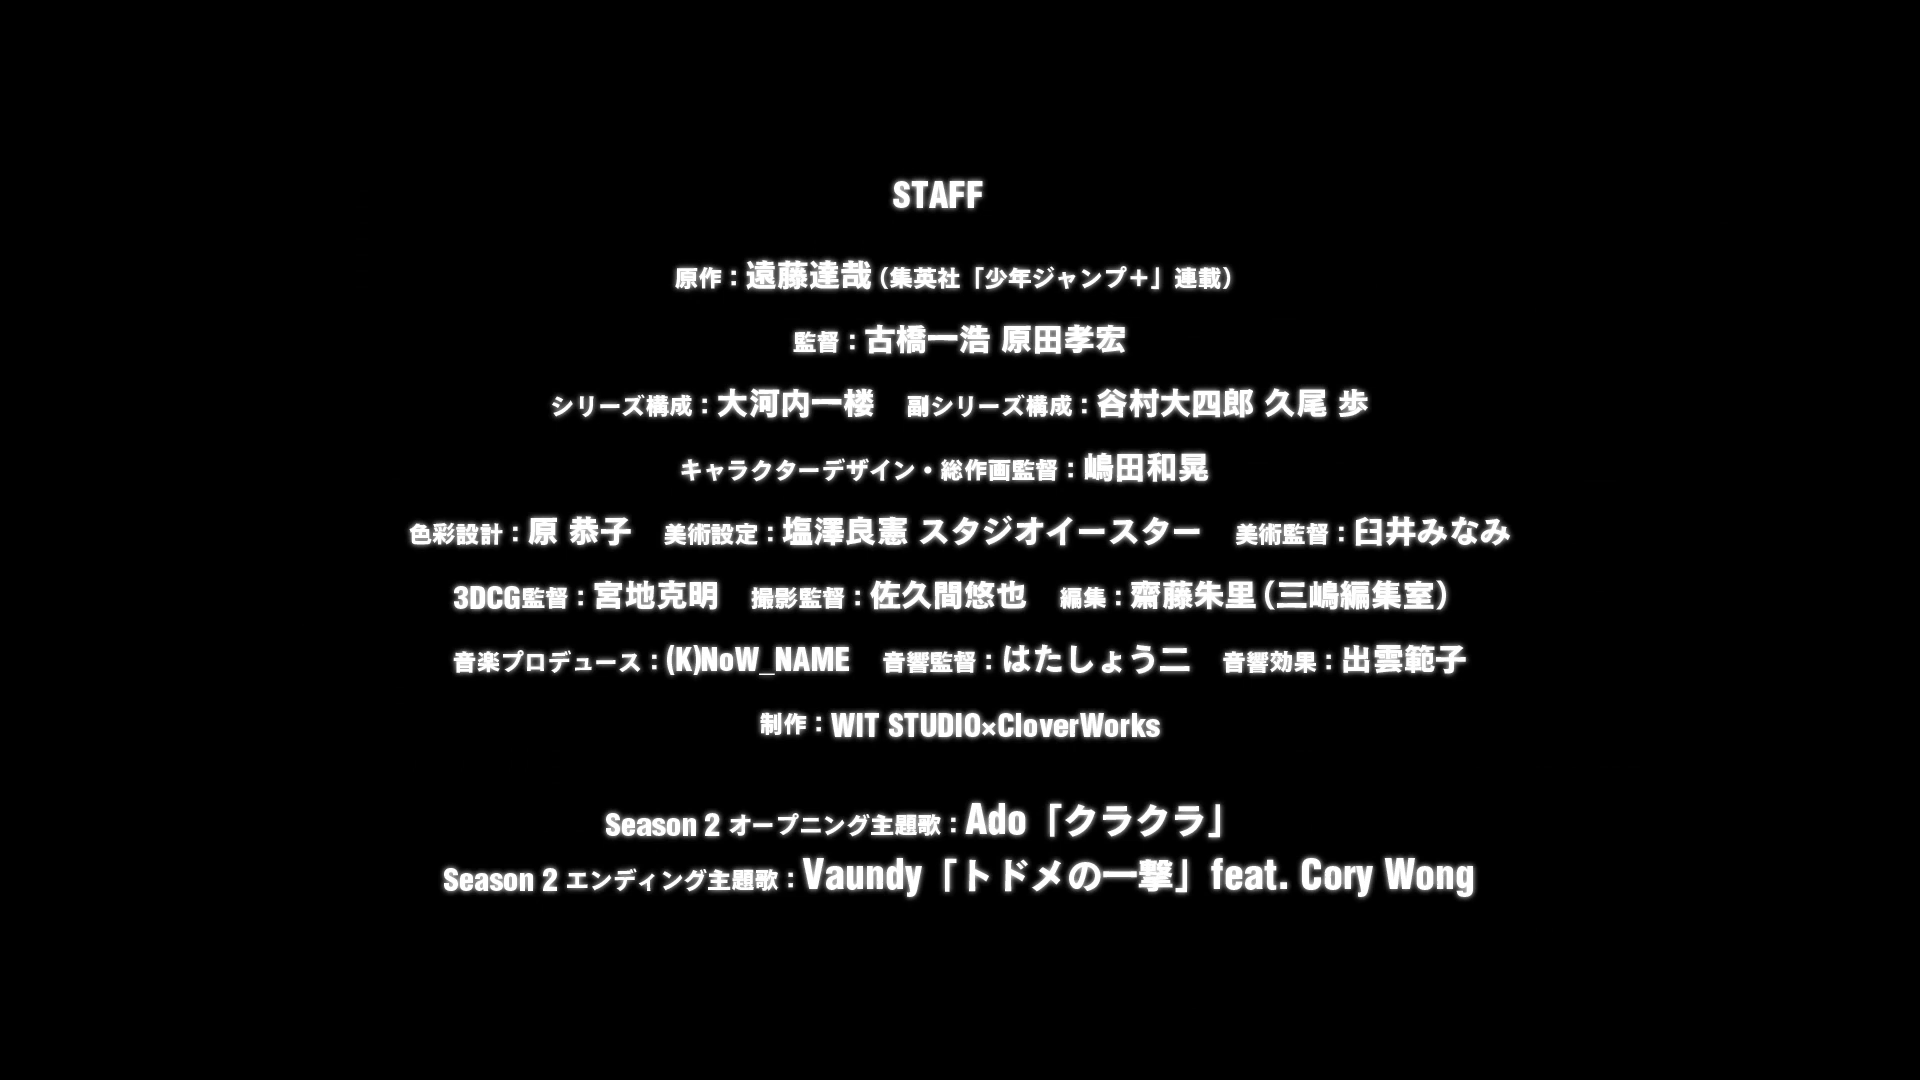 STAFF
原作：遠藤達哉（集英社「少年ジャンプ＋」連載）
監督：古橋一浩 原田孝宏
シリーズ構成：大河内一楼　副シリーズ構成：谷村大四郎 久尾 歩
キャラクターデザイン・総作画監督：嶋田和晃
色彩設計：原 恭子　美術設定：塩澤良憲 スタジオイースター　美術監督：臼井みなみ
3DCG監督：宮地克明　撮影監督：佐久間悠也　編集：齋藤朱里（三嶋編集室）
音楽プロデュース：(K)NoW_NAME　音響監督：はたしょう二　音響効果：出雲範子
制作：WIT STUDIO×CloverWorks
Season 2 オープニング主題歌：Ado「クラクラ」
Season 2 エンディング主題歌：Vaundy「トドメの一撃」feat. Cory Wong